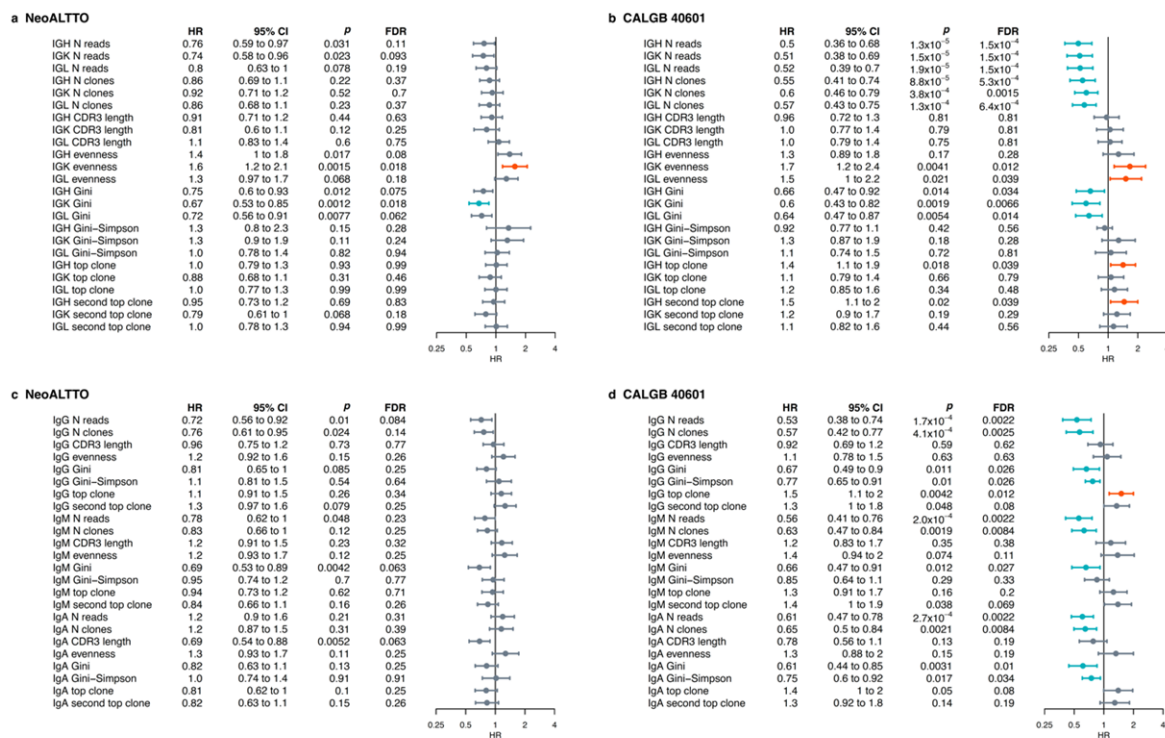 a NeoALTTO
HR 95% CI p FDR
IGH N reads 0.76 0.59 to 0.97 0.031 0.11
IGK N reads 0.74 0.58 to 0.96 0.023 0.093
IGL N reads 0.8 0.63 to 1 0.078 0.19
IGH N clones 0.86 0.69 to 1.1 0.22 0.37
IGK N clones 0.92 0.71 to 1.2 0.52 0.7
IGL N clones 0.86 0.68 to 1.1 0.23 0.37
IGH CDR3 length 0.91 0.71 to 1.2 0.44 0.63
IGK CDR3 length 0.81 0.6 to 1.1 0.12 0.25
IGL CDR3 length 1.1 0.83 to 1.4 0.6 0.75
IGH evenness 1.4 1 to 1.8 0.017 0.08
IGK evenness 1.6 1.2 to 2.1 0.0015 0.018
IGL evenness 1.3 0.97 to 1.7 0.068 0.18
IGH Gini 0.75 0.6 to 0.93 0.012 0.075
IGK Gini 0.67 0.53 to 0.85 0.0012 0.018
IGL Gini 0.72 0.56 to 0.91 0.0077 0.062
IGH Gini−Simpson 1.3 0.8 to 2.3 0.15 0.28
IGK Gini−Simpson 1.3 0.9 to 1.9 0.11 0.24
IGL Gini−Simpson 1.0 0.78 to 1.4 0.82 0.94
IGH top clone 1.0 0.79 to 1.3 0.93 0.99
IGK top clone 0.88 0.68 to 1.1 0.31 0.46
IGL top clone 1.0 0.77 to 1.3 0.99 0.99
IGH second top clone 0.95 0.73 to 1.2 0.69 0.83
IGK second top clone 0.79 0.61 to 1 0.068 0.18
IGL second top clone 1.0 0.78 to 1.3 0.94 0.99
0.25 0.5 1 2 4
HR
b CALGB 40601
HR 95% CI p FDR
IGH N reads 0.5 0.36 to 0.68 1.3x10⁻⁵ 1.5x10⁻⁴
IGK N reads 0.51 0.38 to 0.69 1.5x10⁻⁵ 1.5x10⁻⁴
IGL N reads 0.52 0.39 to 0.7 1.9x10⁻⁵ 1.5x10⁻⁴
IGH N clones 0.55 0.41 to 0.74 8.8x10⁻⁵ 5.3x10⁻⁴
IGK N clones 0.6 0.46 to 0.79 3.8x10⁻⁴ 0.0015
IGL N clones 0.57 0.43 to 0.75 1.3x10⁻⁴ 6.4x10⁻⁴
IGH CDR3 length 0.96 0.72 to 1.3 0.81 0.81
IGK CDR3 length 1.0 0.77 to 1.4 0.79 0.81
IGL CDR3 length 1.0 0.79 to 1.4 0.75 0.81
IGH evenness 1.3 0.89 to 1.8 0.17 0.28
IGK evenness 1.7 1.2 to 2.4 0.0041 0.012
IGL evenness 1.5 1 to 2.2 0.021 0.039
IGH Gini 0.66 0.47 to 0.92 0.014 0.034
IGK Gini 0.6 0.43 to 0.82 0.0019 0.0066
IGL Gini 0.64 0.47 to 0.87 0.0054 0.014
IGH Gini−Simpson 0.92 0.77 to 1.1 0.42 0.56
IGK Gini−Simpson 1.3 0.87 to 1.9 0.18 0.28
IGL Gini−Simpson 1.1 0.74 to 1.5 0.72 0.81
IGH top clone 1.4 1.1 to 1.9 0.018 0.039
IGK top clone 1.1 0.79 to 1.4 0.66 0.79
IGL top clone 1.2 0.85 to 1.6 0.34 0.48
IGH second top clone 1.5 1.1 to 2 0.02 0.039
IGK second top clone 1.2 0.9 to 1.7 0.19 0.29
IGL second top clone 1.1 0.82 to 1.6 0.44 0.56
0.25 0.5 1 2 4
HR
c NeoALTTO
HR 95% CI p FDR
IgG N reads 0.72 0.56 to 0.92 0.01 0.084
IgG N clones 0.76 0.61 to 0.95 0.024 0.14
IgG CDR3 length 0.96 0.75 to 1.2 0.73 0.77
IgG evenness 1.2 0.92 to 1.6 0.15 0.26
IgG Gini 0.81 0.65 to 1 0.085 0.25
IgG Gini−Simpson 1.1 0.81 to 1.5 0.54 0.64
IgG top clone 1.1 0.91 to 1.5 0.26 0.34
IgG second top clone 1.3 0.97 to 1.6 0.079 0.25
IgM N reads 0.78 0.62 to 1 0.048 0.23
IgM N clones 0.83 0.66 to 1 0.12 0.25
IgM CDR3 length 1.2 0.91 to 1.5 0.23 0.32
IgM evenness 1.2 0.93 to 1.7 0.12 0.25
IgM Gini 0.69 0.53 to 0.89 0.0042 0.063
IgM Gini−Simpson 0.95 0.74 to 1.2 0.7 0.77
IgM top clone 0.94 0.73 to 1.2 0.62 0.71
IgM second top clone 0.84 0.66 to 1.1 0.16 0.26
IgA N reads 1.2 0.9 to 1.6 0.21 0.31
IgA N clones 1.2 0.87 to 1.5 0.31 0.39
IgA CDR3 length 0.69 0.54 to 0.88 0.0052 0.063
IgA evenness 1.3 0.93 to 1.7 0.11 0.25
IgA Gini 0.82 0.63 to 1.1 0.13 0.25
IgA Gini−Simpson 1.0 0.74 to 1.4 0.91 0.91
IgA top clone 0.81 0.62 to 1 0.1 0.25
IgA second top clone 0.82 0.63 to 1.1 0.15 0.26
0.25 0.5 1 2 4
HR
d CALGB 40601
HR 95% CI p FDR
IgG N reads 0.53 0.38 to 0.74 1.7x10⁻⁴ 0.0022
IgG N clones 0.57 0.42 to 0.77 4.1x10⁻⁴ 0.0025
IgG CDR3 length 0.92 0.69 to 1.2 0.59 0.62
IgG evenness 1.1 0.78 to 1.5 0.63 0.63
IgG Gini 0.67 0.49 to 0.9 0.011 0.026
IgG Gini−Simpson 0.77 0.65 to 0.91 0.01 0.026
IgG top clone 1.5 1.1 to 2 0.0042 0.012
IgG second top clone 1.3 1 to 1.8 0.048 0.08
IgM N reads 0.56 0.41 to 0.76 2.0x10⁻⁴ 0.0022
IgM N clones 0.63 0.47 to 0.84 0.0019 0.0084
IgM CDR3 length 1.2 0.83 to 1.7 0.35 0.38
IgM evenness 1.4 0.94 to 2 0.074 0.11
IgM Gini 0.66 0.47 to 0.91 0.012 0.027
IgM Gini−Simpson 0.85 0.64 to 1.1 0.29 0.33
IgM top clone 1.3 0.91 to 1.7 0.16 0.2
IgM second top clone 1.4 1 to 1.9 0.038 0.069
IgA N reads 0.61 0.47 to 0.78 2.7x10⁻⁴ 0.0022
IgA N clones 0.65 0.5 to 0.84 0.0021 0.0084
IgA CDR3 length 0.78 0.56 to 1.1 0.13 0.19
IgA evenness 1.3 0.88 to 2 0.15 0.19
IgA Gini 0.61 0.44 to 0.85 0.0031 0.01
IgA Gini−Simpson 0.75 0.6 to 0.92 0.017 0.034
IgA top clone 1.4 1 to 2 0.05 0.08
IgA second top clone 1.3 0.92 to 1.8 0.14 0.19
0.25 0.5 1 2 4
HR